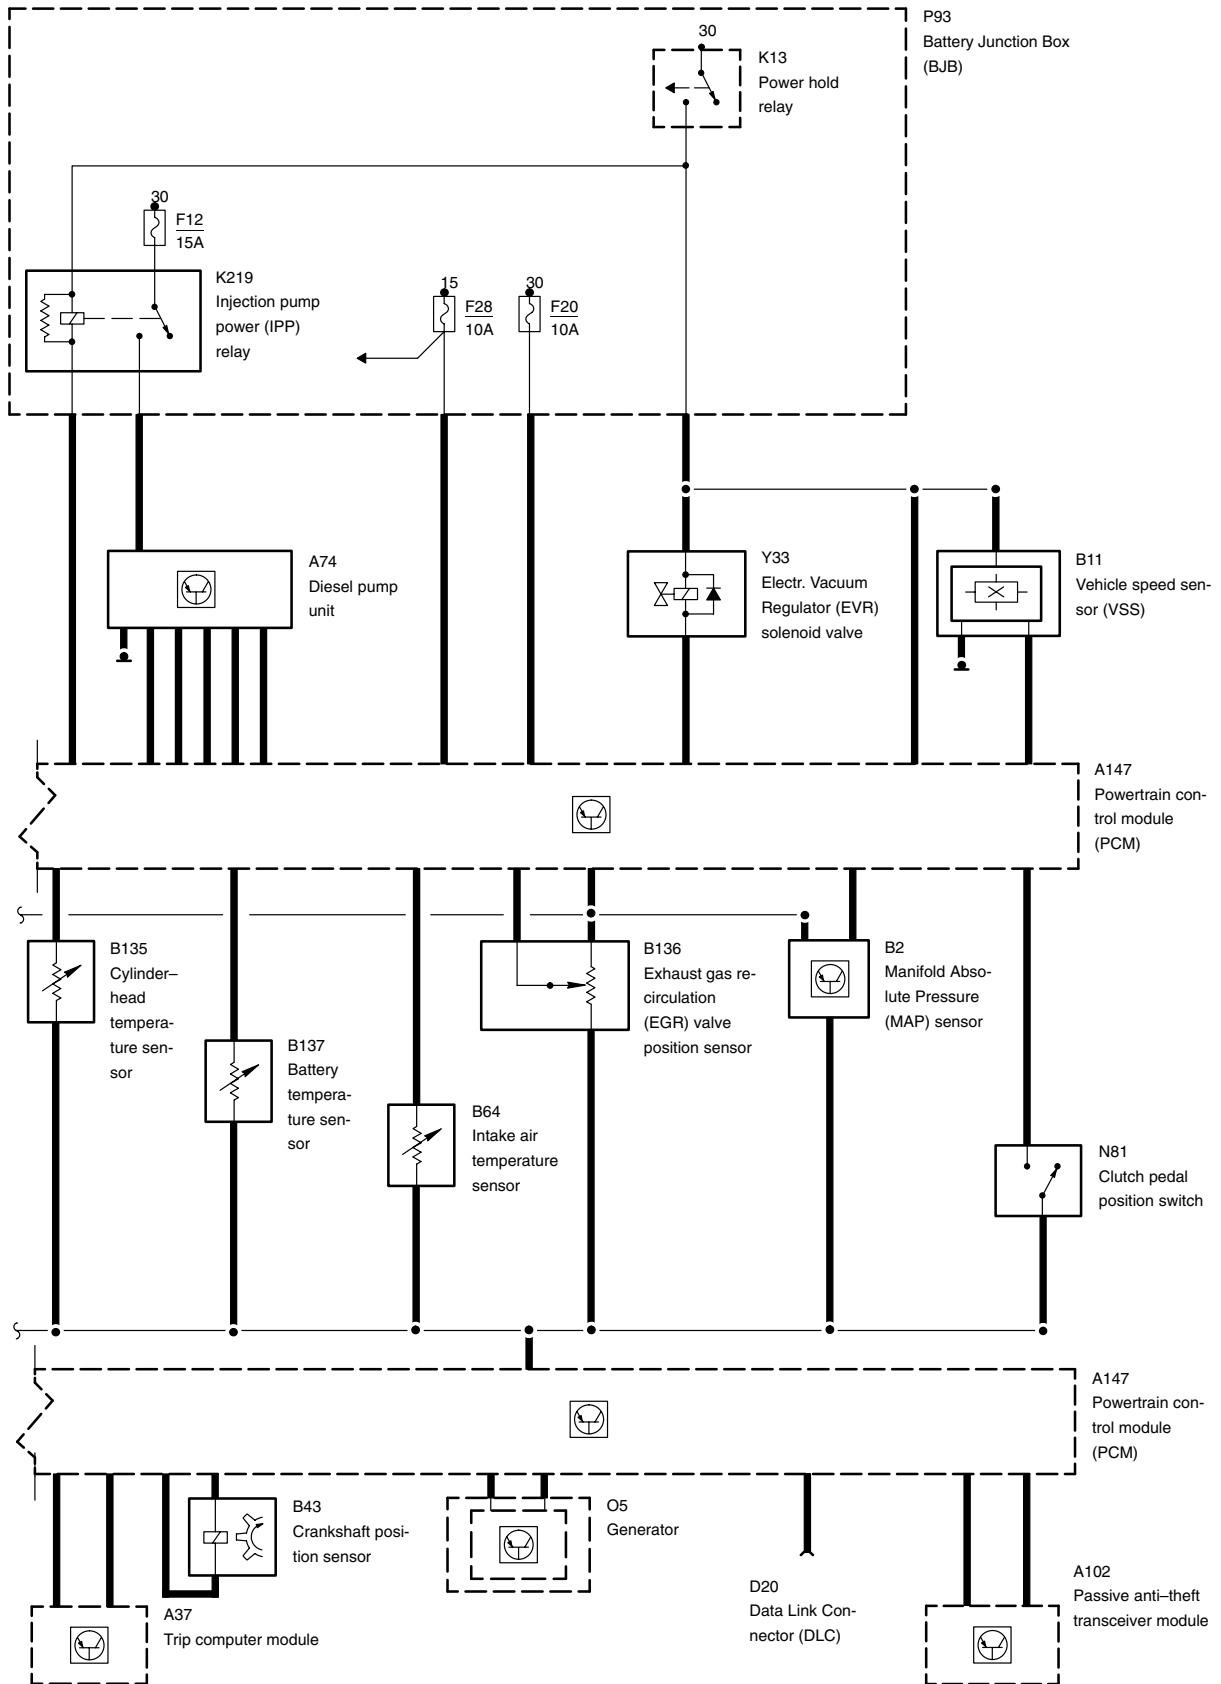 P93
Battery Junction Box
(BJB)
30
K13
Power hold
relay
30
F12
15A
K219
Injection pump
power (IPP)
relay
15
F28
10A
30
F20
10A
A74
Diesel pump
unit
Y33
Electr. Vacuum
Regulator (EVR)
solenoid valve
B11
Vehicle speed sen-
sor (VSS)
A147
Powertrain con-
trol module
(PCM)
B135
Cylinder–
head
tempera-
ture sen-
sor
B137
Battery
tempera-
ture sen-
sor
B64
Intake air
temperature
sensor
B136
Exhaust gas re-
circulation
(EGR) valve
position sensor
B2
Manifold Abso-
lute Pressure
(MAP) sensor
N81
Clutch pedal
position switch
A147
Powertrain con-
trol module
(PCM)
B43
Crankshaft posi-
tion sensor
O5
Generator
A37
Trip computer module
D20
Data Link Con-
nector (DLC)
A102
Passive anti–theft
transceiver module